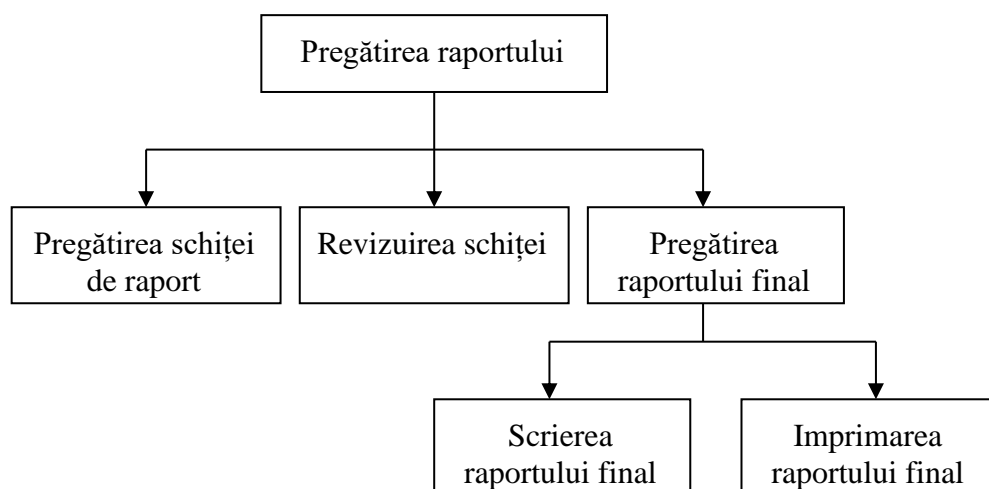 Pregătirea raportului
Pregătirea schiței
de raport
Revizuirea schiței
Pregătirea
raportului final
Scrierea
raportului final
Imprimarea
raportului final